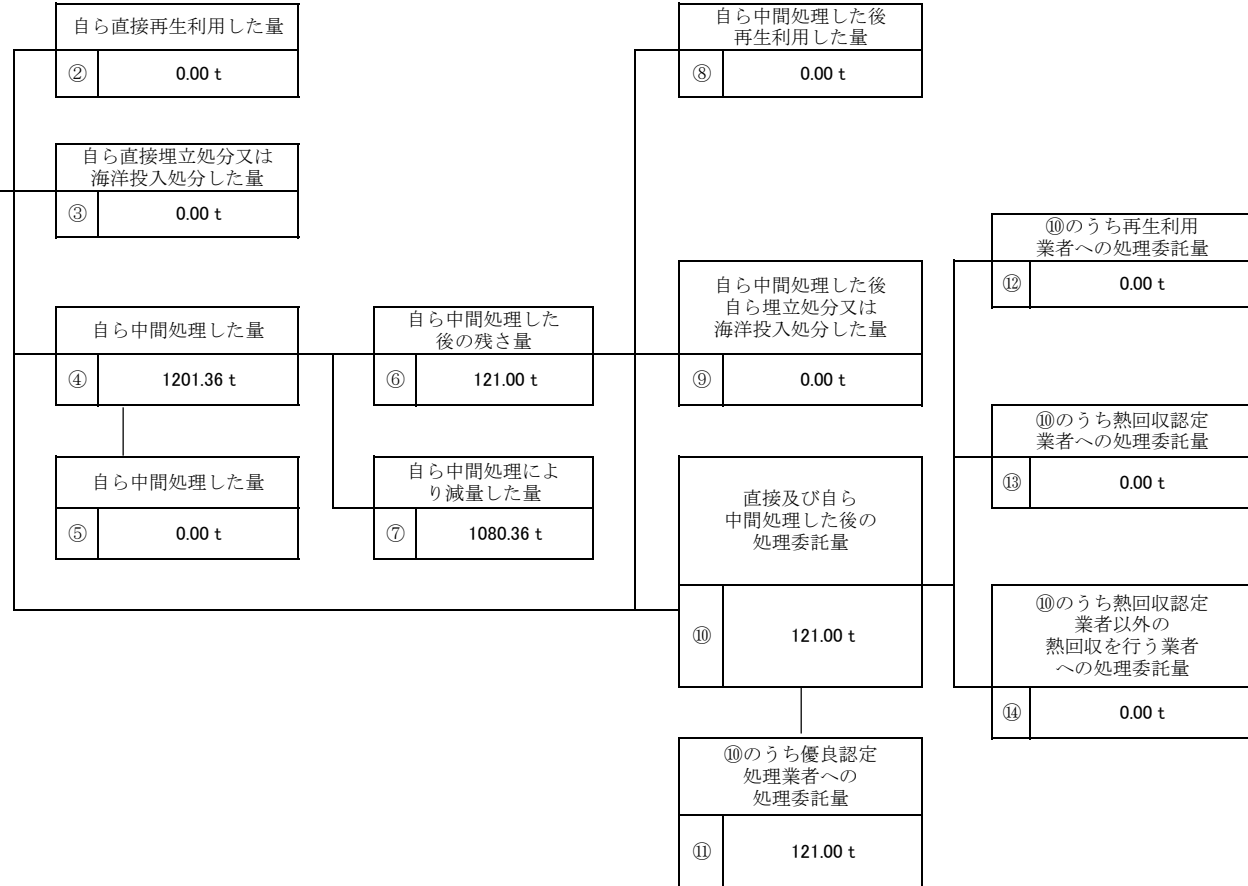 自ら直接再生利用した量
② 0.00 t
自ら直接埋立処分又は
海洋投入処分した量
③ 0.00 t
自ら中間処理した量
④ 1201.36 t
自ら中間処理した量
⑤ 0.00 t
自ら中間処理した
後の残さ量
⑥ 121.00 t
自ら中間処理によ
り減量した量
⑦ 1080.36 t
自ら中間処理した後
再生利用した量
⑧ 0.00 t
自ら中間処理した後
自ら埋立処分又は
海洋投入処分した量
⑨ 0.00 t
直接及び自ら
中間処理した後の
処理委託量
⑩ 121.00 t
⑩のうち優良認定
処理業者への
処理委託量
⑪ 121.00 t
⑩のうち再生利用
業者への処理委託量
⑫ 0.00 t
⑩のうち熱回収認定
業者への処理委託量
⑬ 0.00 t
⑩のうち熱回収認定
業者以外の
熱回収を行う業者
への処理委託量
⑭ 0.00 t